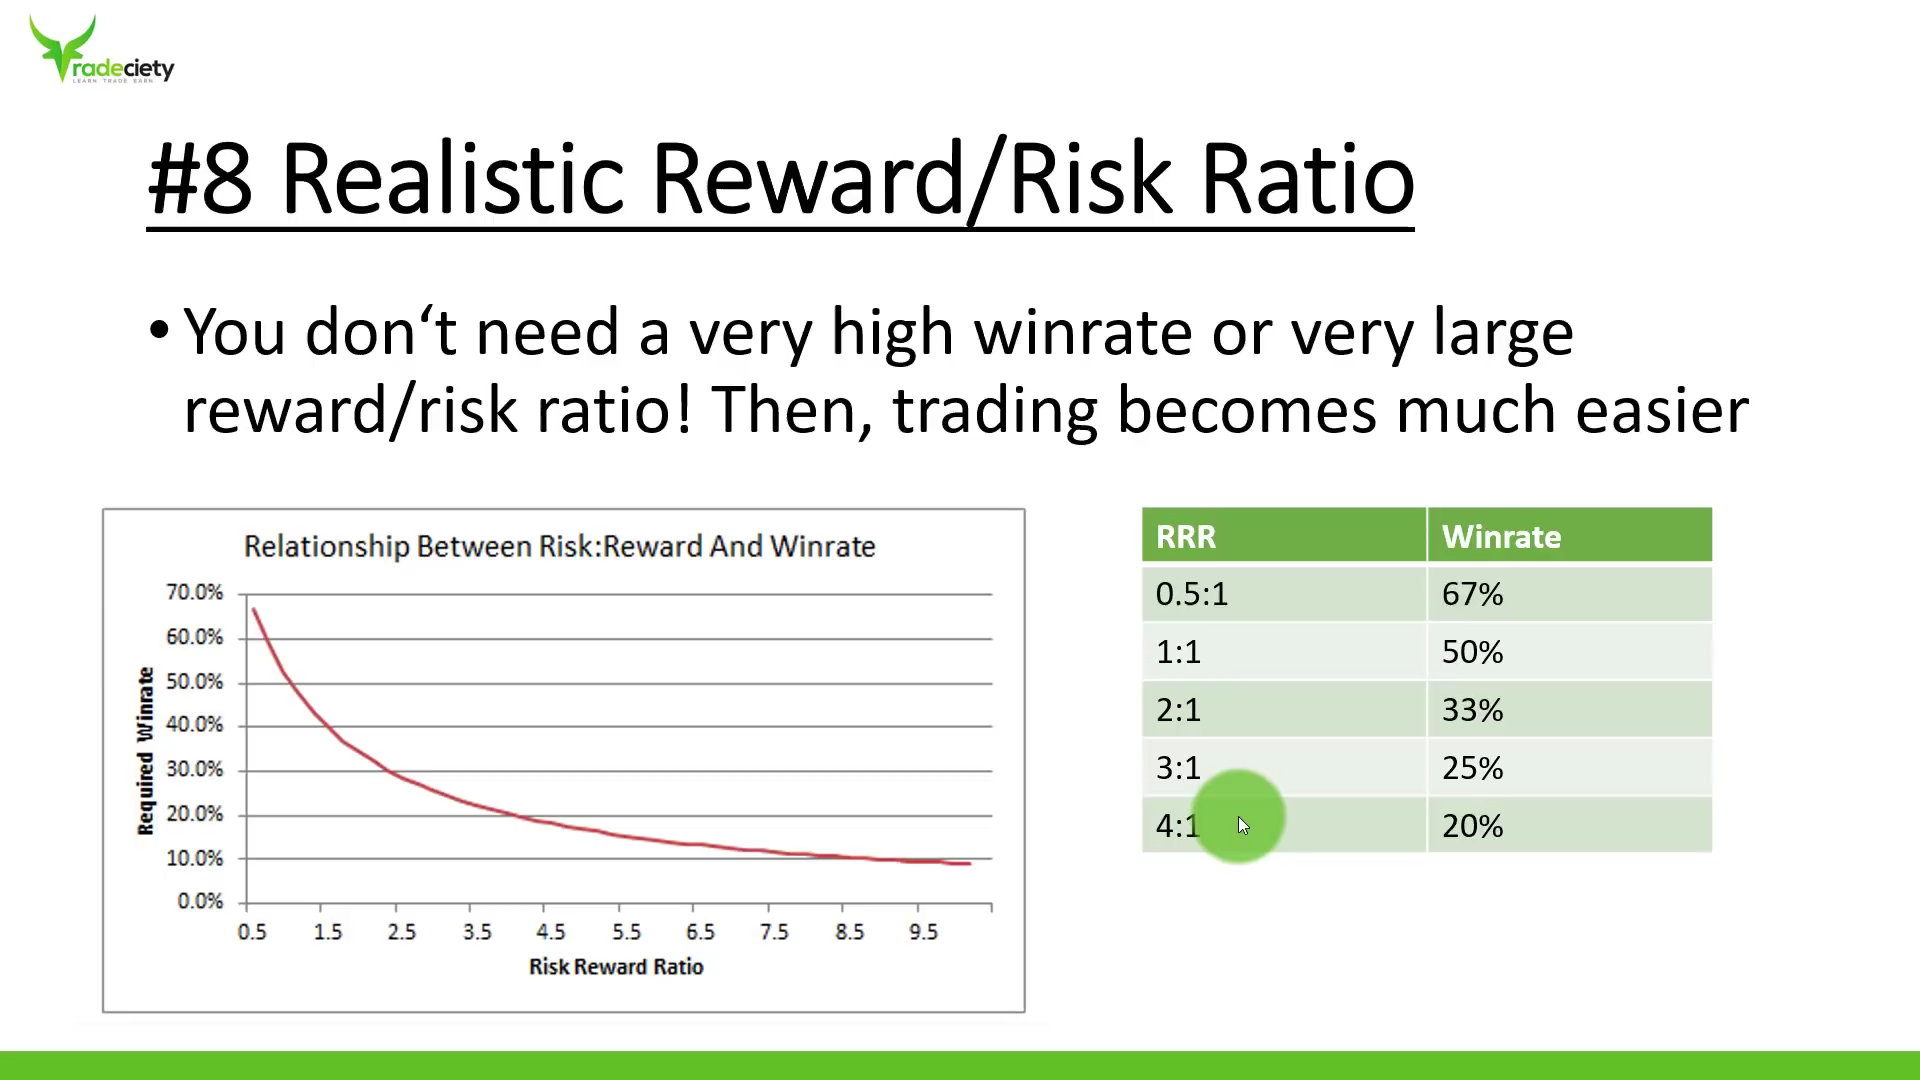 Tradeciety
LEARN TRADE EARN
#8 Realistic Reward/Risk Ratio
• You don‘t need a very high winrate or very large
reward/risk ratio! Then, trading becomes much easier
Relationship Between Risk:Reward And Winrate
Required Winrate
70.0%
60.0%
50.0%
40.0%
30.0%
20.0%
10.0%
0.0%
0.5 1.5 2.5 3.5 4.5 5.5 6.5 7.5 8.5 9.5
Risk Reward Ratio
RRR Winrate
0.5:1 67%
1:1 50%
2:1 33%
3:1 25%
4:1 20%